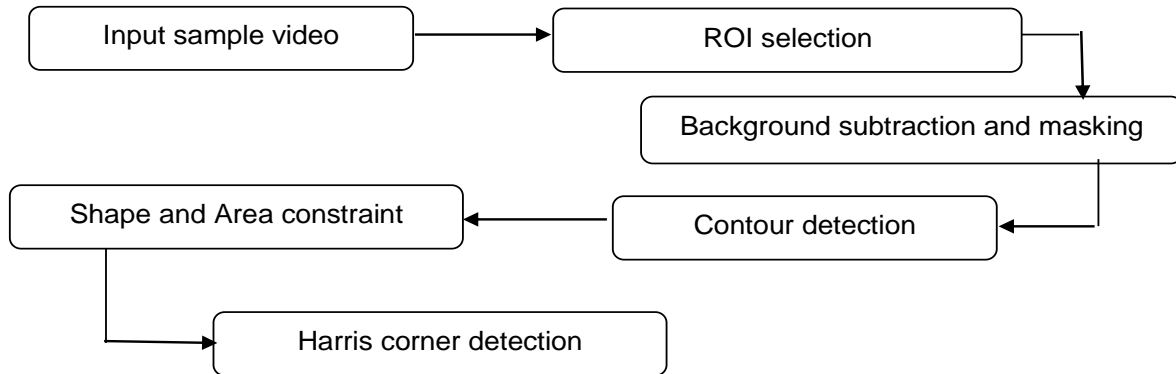 Input sample video
ROI selection
Background subtraction and masking
Contour detection
Shape and Area constraint
Harris corner detection